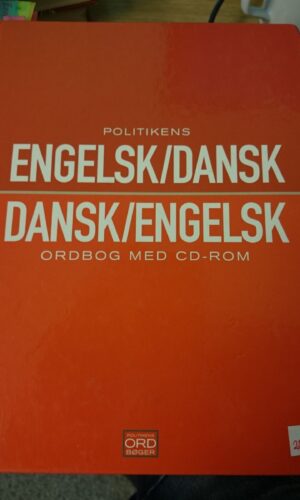 POLITIKENS
ENGELSK/DANSK
DANSK/ENGELSK
ORDBOG MED CD-ROM
POLITIKENS
ORD
BØGER